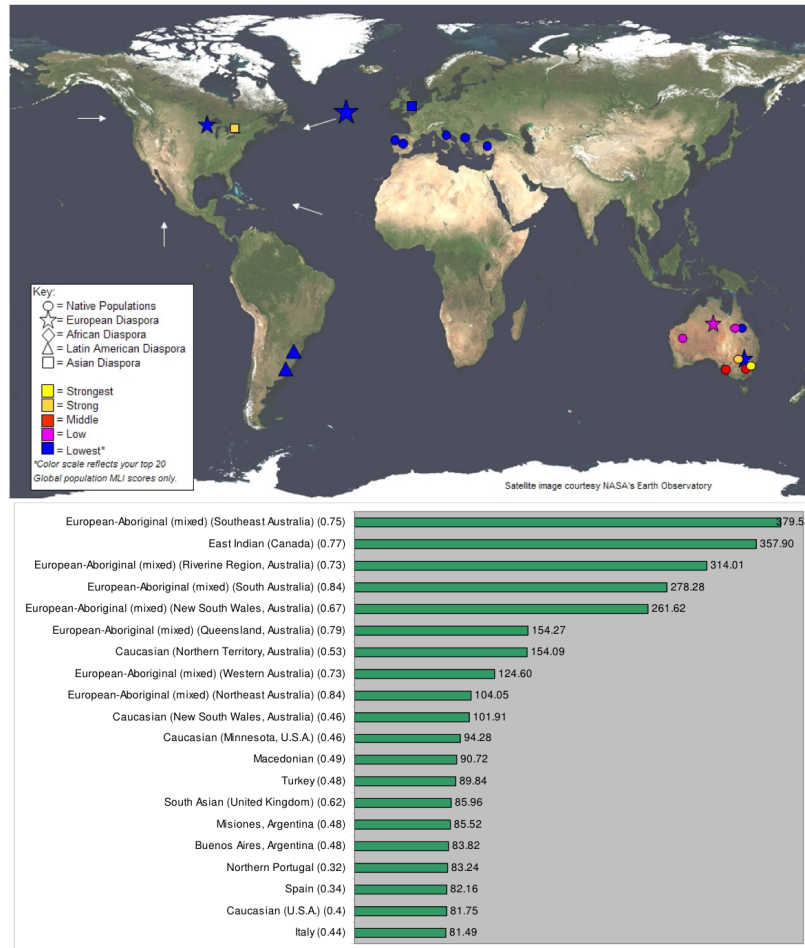 Key:
= Native Populations
= European Diaspora
= African Diaspora
= Latin American Diaspora
= Asian Diaspora
= Strongest
= Strong
= Middle
= Low
= Lowest*
*Color scale reflects your top 20
Global population MLI scores only.
Satellite image courtesy NASA's Earth Observatory
European-Aboriginal (mixed) (Southeast Australia) (0.75)
East Indian (Canada) (0.77) 357.90
European-Aboriginal (mixed) (Riverine Region, Australia) (0.73) 314.01
European-Aboriginal (mixed) (South Australia) (0.84) 278.28
European-Aboriginal (mixed) (New South Wales, Australia) (0.67) 261.62
European-Aboriginal (mixed) (Queensland, Australia) (0.79) 154.27
Caucasian (Northern Territory, Australia) (0.53) 154.09
European-Aboriginal (mixed) (Western Australia) (0.73) 124.60
European-Aboriginal (mixed) (Northeast Australia) (0.84) 104.05
Caucasian (New South Wales, Australia) (0.46) 101.91
Caucasian (Minnesota, U.S.A.) (0.46) 94.28
Macedonian (0.49) 90.72
Turkey (0.48) 89.84
South Asian (United Kingdom) (0.62) 85.96
Misiones, Argentina (0.48) 85.52
Buenos Aires, Argentina (0.48) 83.82
Northern Portugal (0.32) 83.24
Spain (0.34) 82.16
Caucasian (U.S.A.) (0.4) 81.75
Italy (0.44) 81.49